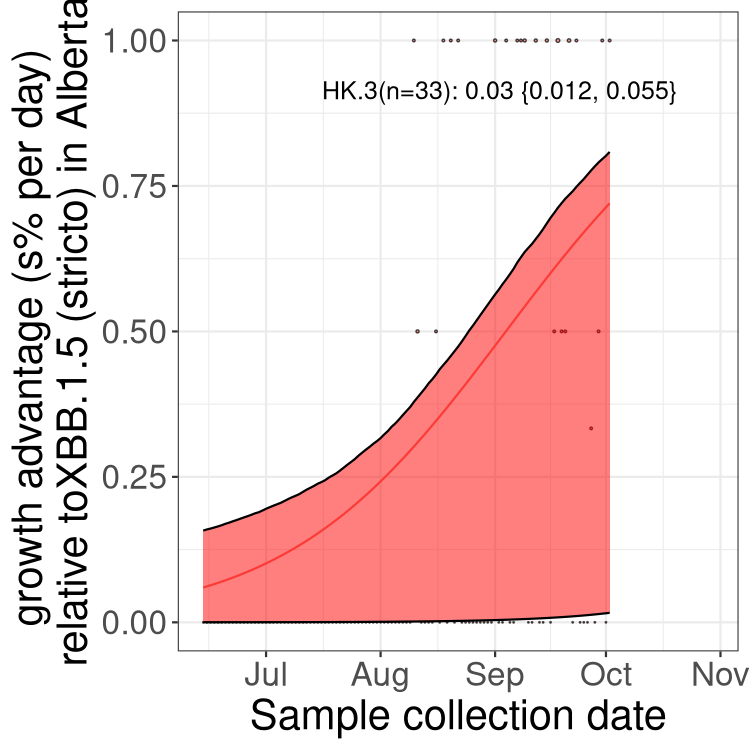 growth advantage (s% per day)
relative toXBB.1.5 (stricto) in Alberta
1.00
0.75
0.50
0.25
0.00
HK.3(n=33): 0.03 {0.012, 0.055}
Jul
Aug
Sep
Oct
Nov
Sample collection date